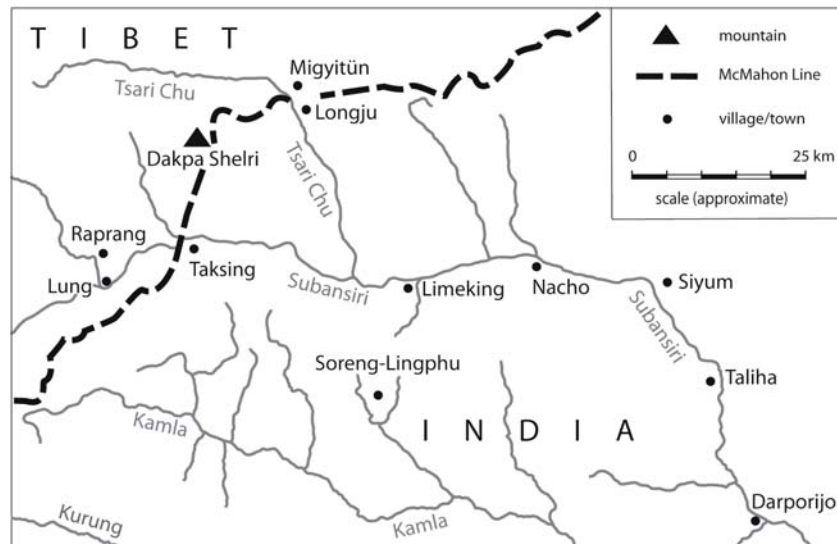 TIBET
mountain
McMahon Line
village/town
0 25 km
scale (approximate)
Migyitün
Tsari Chu
Longju
Dakpa Shelri
Tsari Chu
Raprang
Lung
Taksing
Subansiri
Limeking
Nacho
Siyum
Subansiri
Soreng-Lingphu
Taliha
Kamla
INDIA
Kurung
Kamla
Darporijo